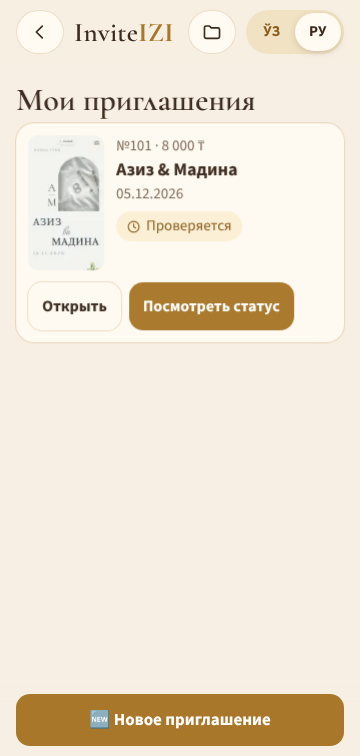 InviteIZI
ЎЗ
РУ
Мои приглашения
№101 · 8 000 ₸
Азиз & Мадина
05.12.2026
Проверяется
А
М
АЗИЗ
ва
МАДИНА
Открыть
Посмотреть статус
🆕 Новое приглашение